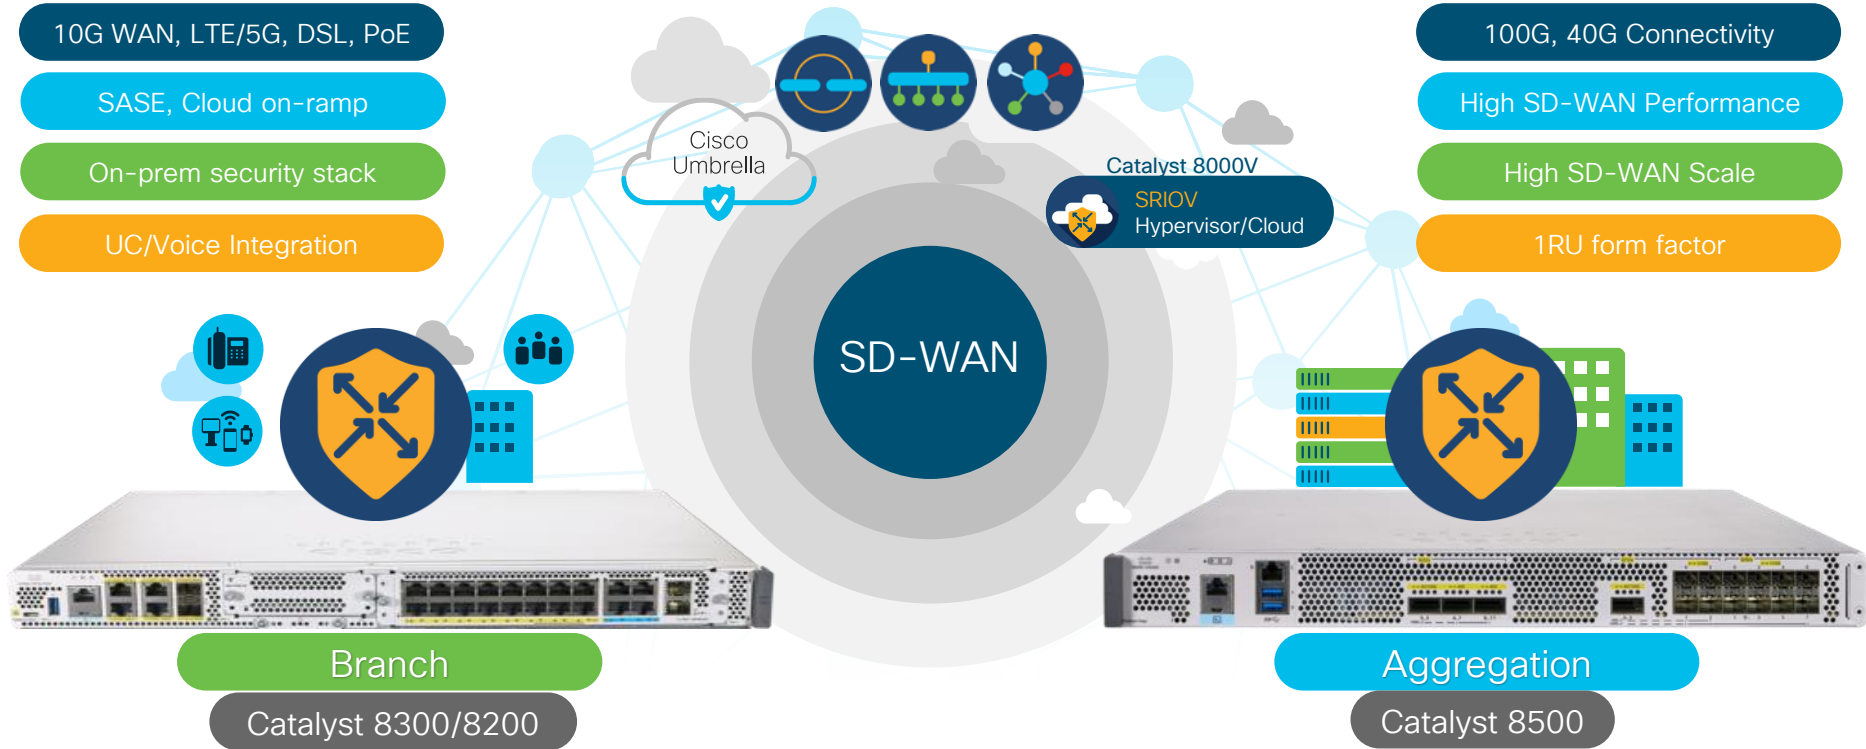 10G WAN, LTE/5G, DSL, PoE
SASE, Cloud on-ramp
On-prem security stack
UC/Voice Integration
Cisco
Umbrella
Catalyst 8000V
SRIOV
Hypervisor/Cloud
100G, 40G Connectivity
High SD-WAN Performance
High SD-WAN Scale
1RU form factor
SD-WAN
Branch
Catalyst 8300/8200
Aggregation
Catalyst 8500